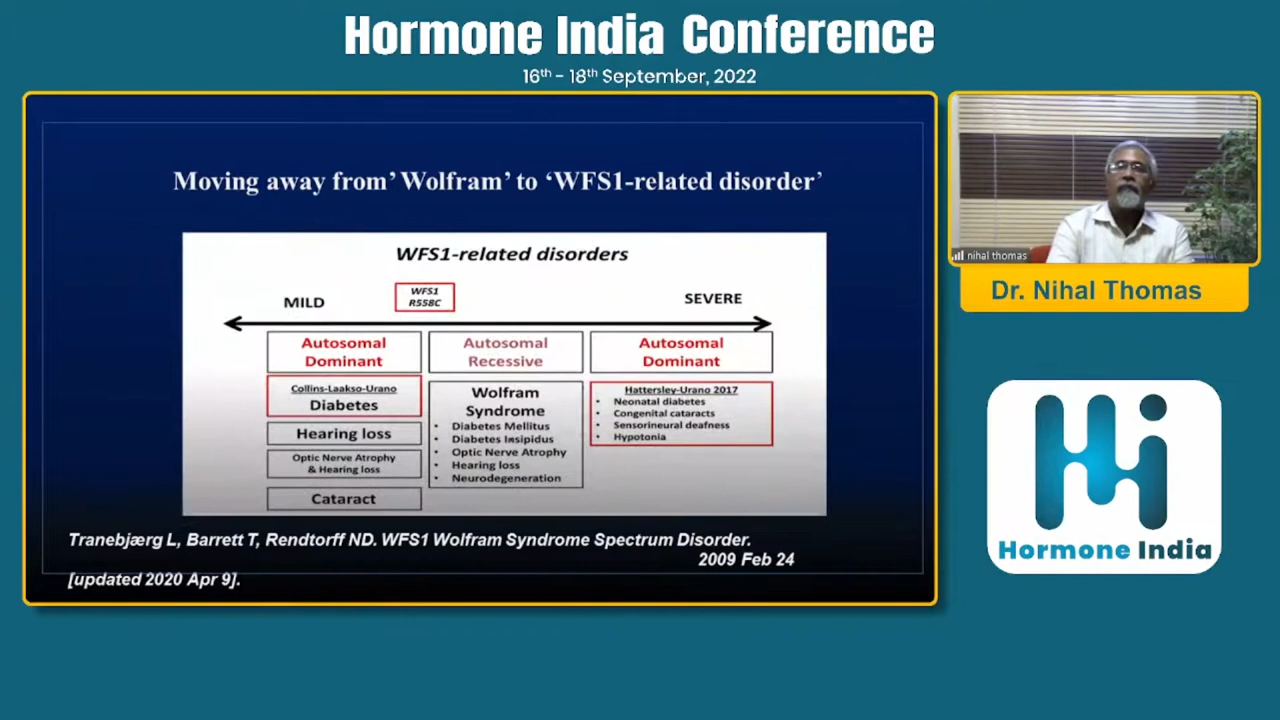 Hormone India Conference
16th - 18th September, 2022
Moving away from’ Wolfram’ to ‘WFS1-related disorder’
WFS1-related disorders
MILD
WFS1
R558C
SEVERE
Autosomal
Dominant
Collins-Laakso-Urano
Diabetes
Hearing loss
Optic Nerve Atrophy
& Hearing loss
Cataract
Autosomal
Recessive
Wolfram
Syndrome
• Diabetes Mellitus
• Diabetes Insipidus
• Optic Nerve Atrophy
• Hearing loss
• Neurodegeneration
Autosomal
Dominant
Hattersley-Urano 2017
• Neonatal diabetes
• Congenital cataracts
• Sensorineural deafness
• Hypotonia
Tranebjærg L, Barrett T, Rendtorff ND. WFS1 Wolfram Syndrome Spectrum Disorder.
2009 Feb 24
[updated 2020 Apr 9].
nihal thomas
Dr. Nihal Thomas
Hormone India